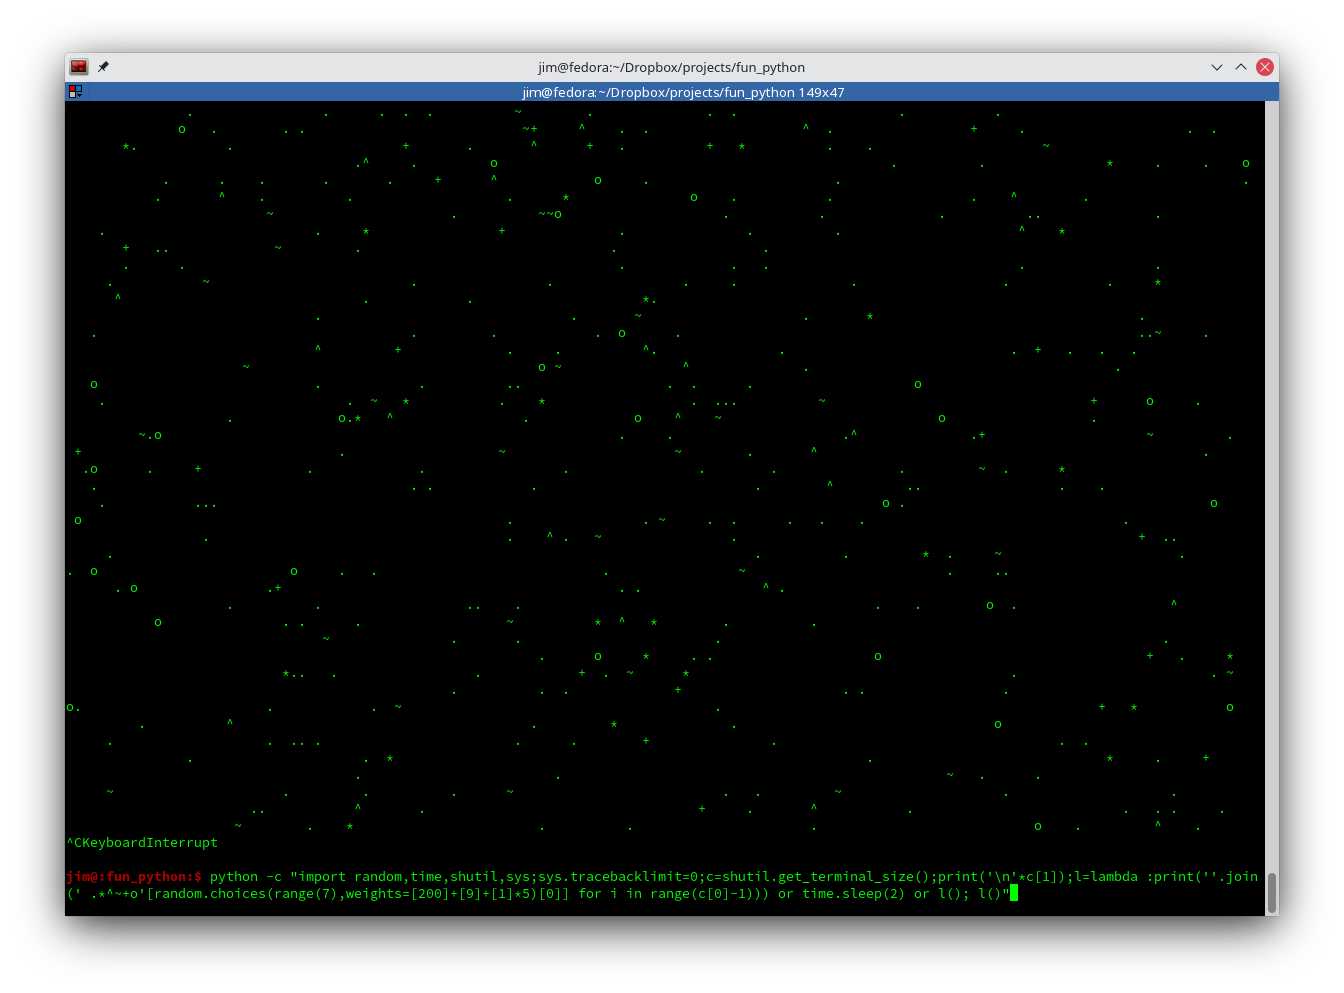 jim@fedora:~/Dropbox/projects/fun_python
jim@fedora:~/Dropbox/projects/fun_python 149x47
^CKeyboardInterrupt
jim@:fun_python:$ python -c "import random,time,shutil,sys;sys.tracebacklimit=0;c=shutil.get_terminal_size();print('\n'*c[1]);l=lambda :print(''.join
(' .*^~+o'[random.choices(range(7),weights=[200]+[9]+[1]*5)[0]] for i in range(c[0]-1))) or time.sleep(2) or l(); l()"